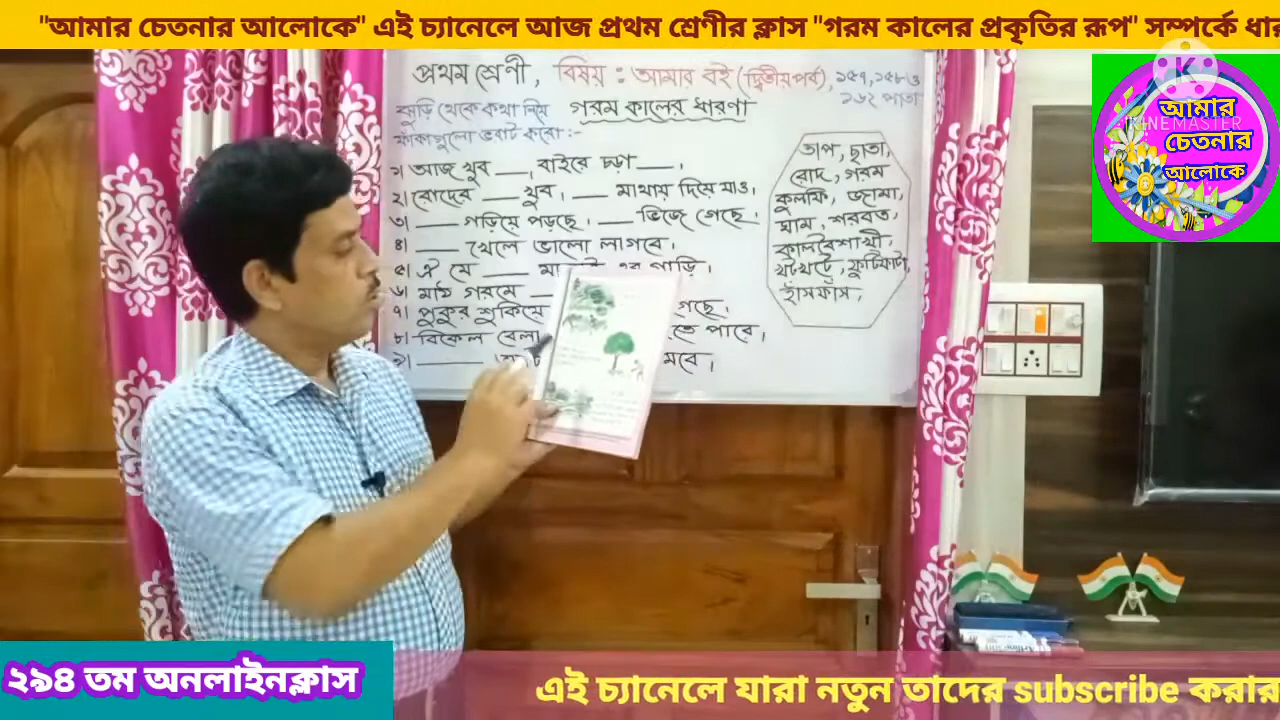 "আমার চেতনার আলোকে" এই চ্যানেলে আজ প্রথম শ্রেণীর ক্লাস "গরম কালের প্রকৃতির রূপ" সম্পর্কে ধার
প্রথম শ্রেণী, বিষয় : আমার বই (দ্বিতীয় পর্ব), ১৫৭, ১৫৮ ও
১৬২ পাতা
ঝুড়ি থেকে কথা নিয়ে গরম কালের ধারণা
ফাঁকাগুলো ভরাট করো :-
১। আজ খুব ___, বাইরে চড়া ___।
২। রোদের ___ খুব। ___ মাথায় দিয়ে যাও।
৩। ___ গড়িয়ে পড়ছে। ___ ভিজে গেছে।
৪। ___ খেলে ভালো লাগবে।
৫। ঐ যে ___ গাড়ি।
৬। গরমে ___
৭। পুকুর শুকিয়ে গেছে।
৮। বিকেল বেলা পারে।
৯। ___
তাপ, ছাতা,
রোদ, গরম
কুলফি, জামা,
ঘাম, শরবত,
কালবৈশাখী,
খটখটে, ফুটিফাটা,
হাঁসফাঁস,
আমার
চেতনার
আলোকে
KINEMASTER
২৯৪ তম অনলাইনক্লাস
এই চ্যানেলে যারা নতুন তাদের subscribe করার